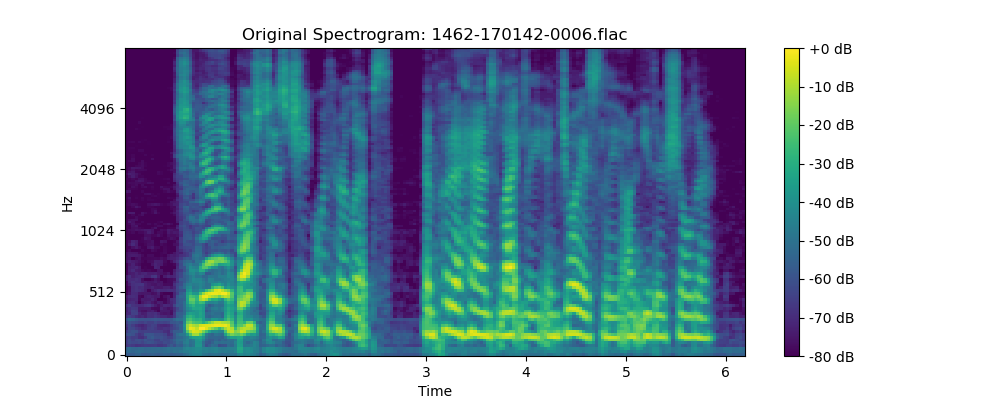 Original Spectrogram: 1462-170142-0006.flac
Hz
4096
2048
1024
512
0
0 1 2 3 4 5 6
Time
+0 dB
-10 dB
-20 dB
-30 dB
-40 dB
-50 dB
-60 dB
-70 dB
-80 dB